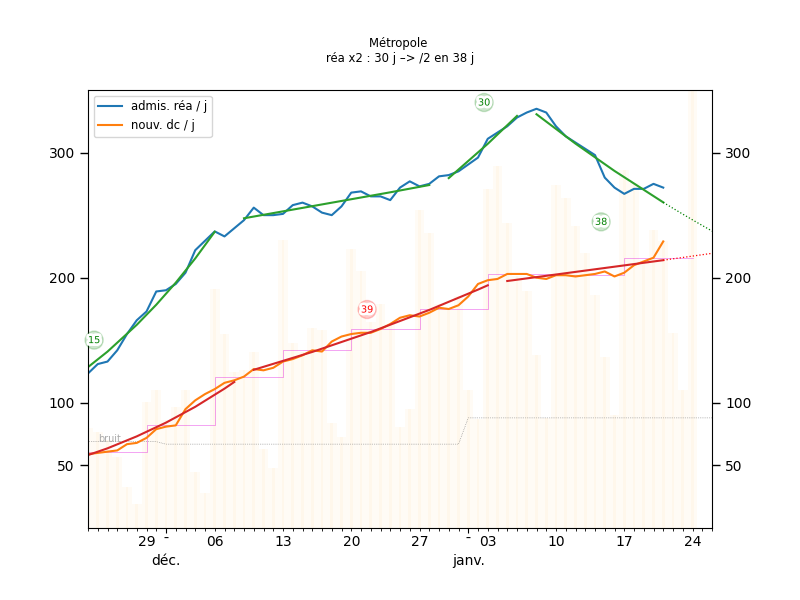 Métropole
réa x2 : 30 j –> /2 en 38 j
admis. réa / j
nouv. dc / j
30
38
39
15
bruit
300
200
100
50
300
200
100
50
29 - 06 13 20 27 - 03 10 17 24
déc. janv.